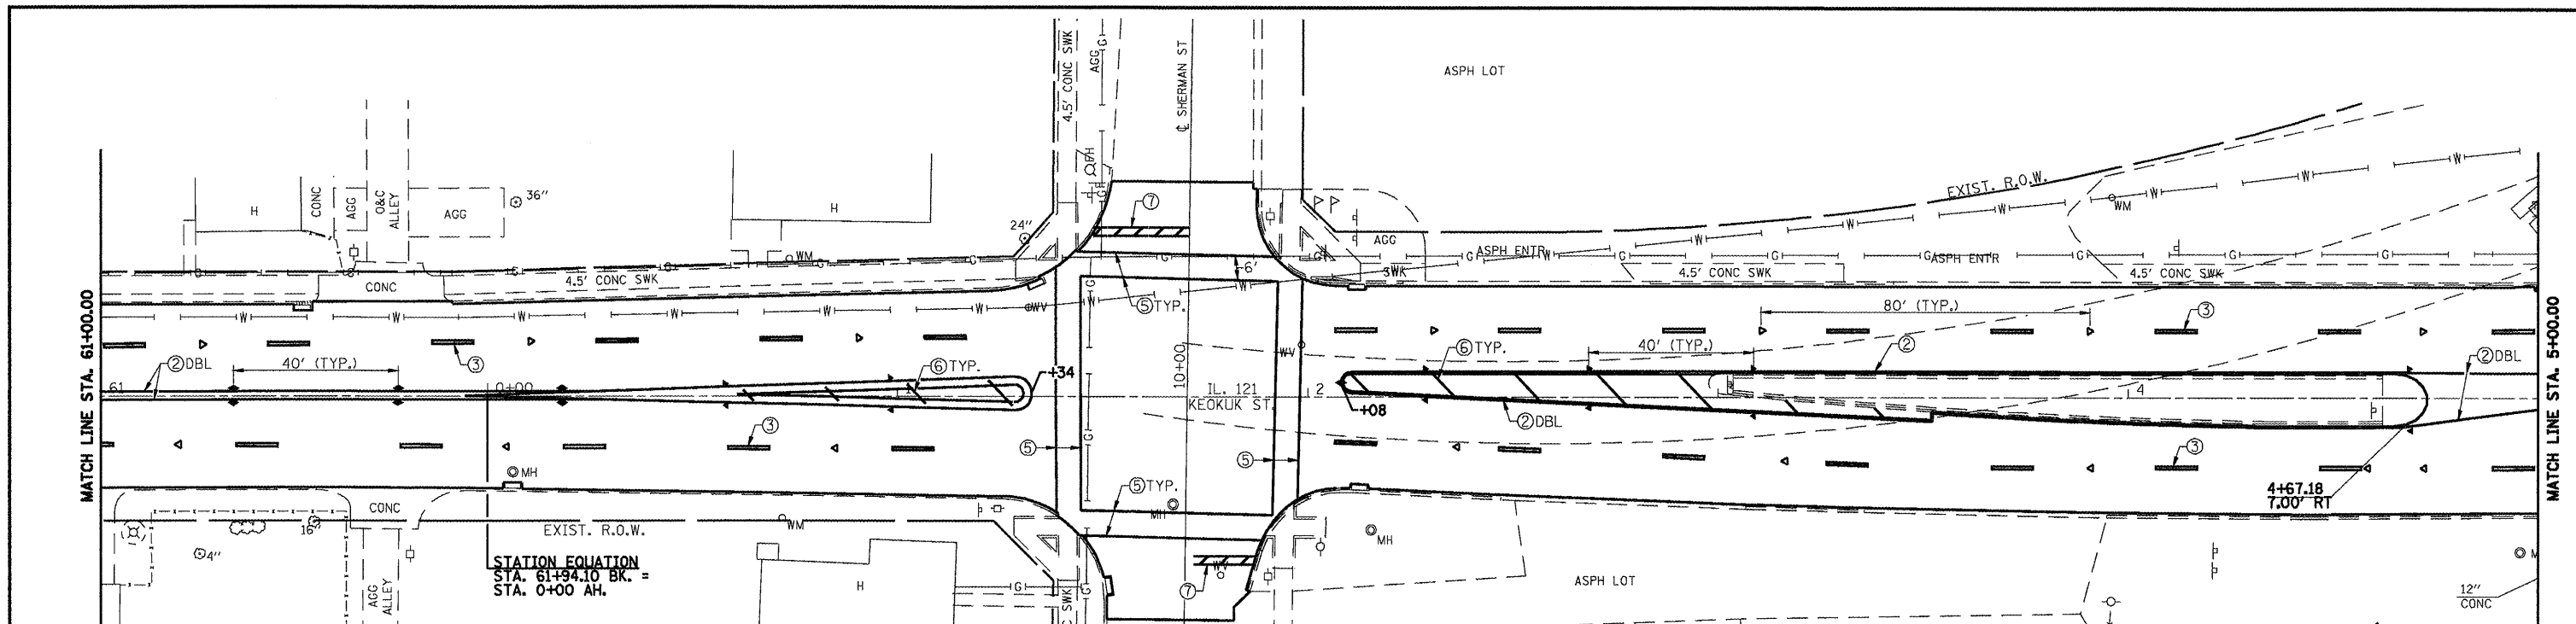 4.5' CONC SWK
AGG
G
℄ SHERMAN ST
ASPH LOT
FH
H
CONC
AGG
O&C
ALLEY
AGG
36"
H
24"
7
EXIST. R.O.W.
W
WM
AGG
ASPH ENTR
ASPH ENTR
4.5' CONC SWK
4.5' CONC SWK
WM
6'
SWK
CONC
4.5' CONC SWK
WV
5 TYP.
80' (TYP.)
3
3
2 DBL
40' (TYP.)
6 TYP.
+34
WV
6 TYP.
40' (TYP.)
2
2 DBL
61
0+00
1
10+00
IL. 121
KEOKUK ST.
2
+08
4
2 DBL
3
5
5
3
MATCH LINE STA. 61+00.00
MATCH LINE STA. 5+00.00
MH
5 TYP.
MH
4+67.18
7.00' RT
CONC
16"
EXIST. R.O.W.
WM
MH
4"
STATION EQUATION
STA. 61+94.10 BK. =
STA. 0+00 AH.
AGG
ALLEY
H
G
SWK
WV
7
ASPH LOT
12"
CONC